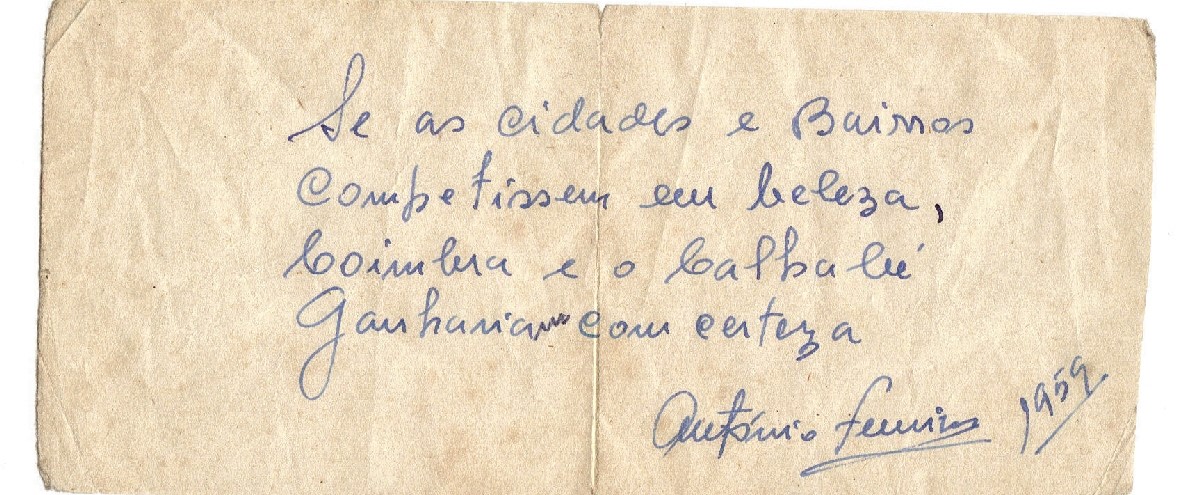 Se as cidades e Bairros
Competissem em beleza,
Coimbra e o Calhabé
Ganhariam com certeza
António Ferreira 1959